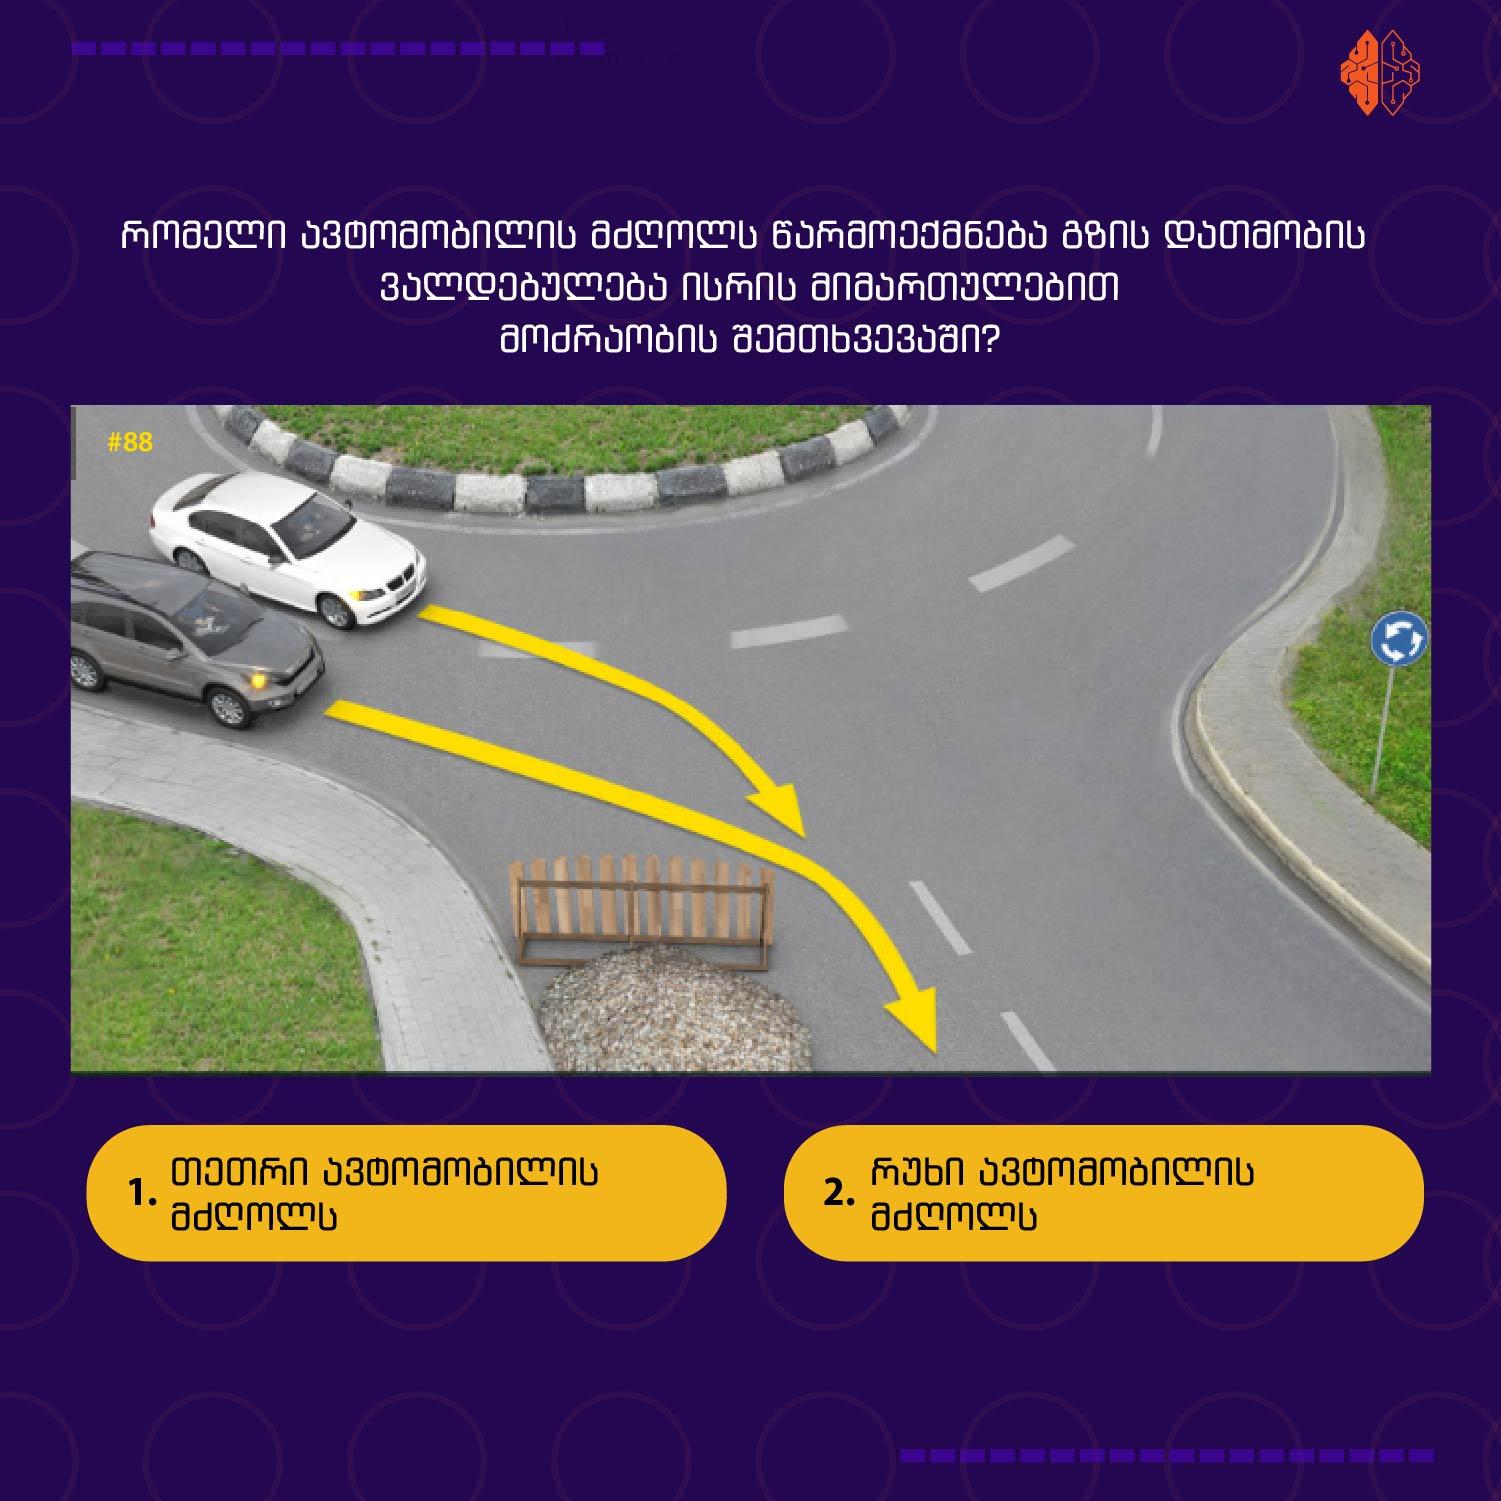 რომელი ავტომობილის მძღოლს წარმოექმნება გზის დათმობის
ვალდებულება ისრის მიმართულებით
მოძრაობის შემთხვევაში?
#88
1. თეთრი ავტომობილის
მძღოლს
2. რუხი ავტომობილის
მძღოლს